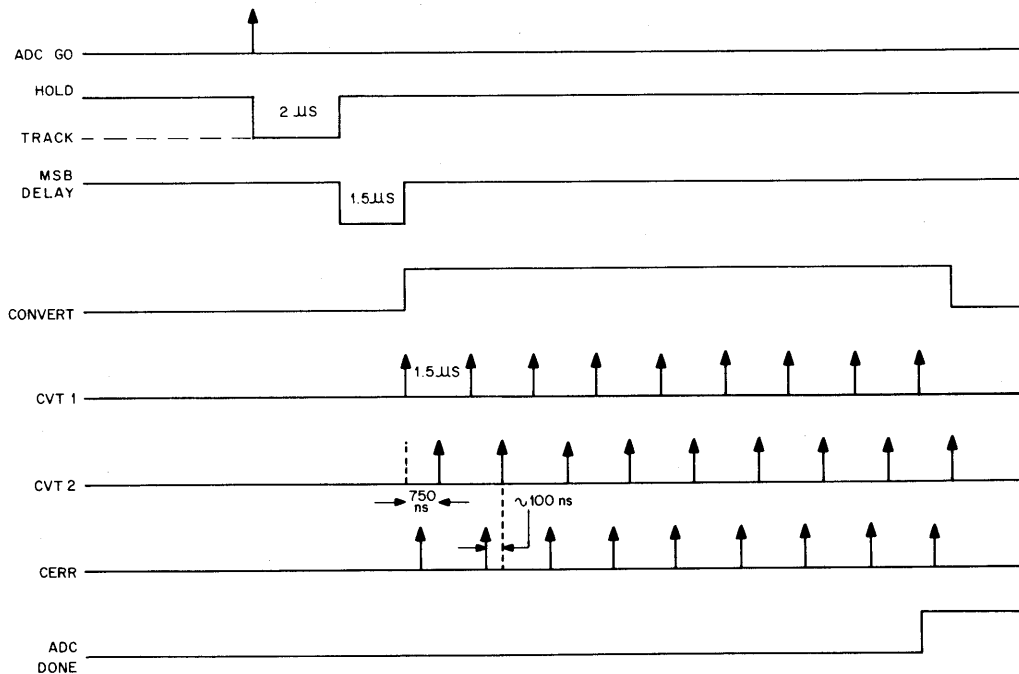 ADC GO
HOLD
2 µS
TRACK
MSB
DELAY
1.5µS
CONVERT
1.5µS
CVT 1
CVT 2
750
ns
~100 ns
CERR
ADC
DONE